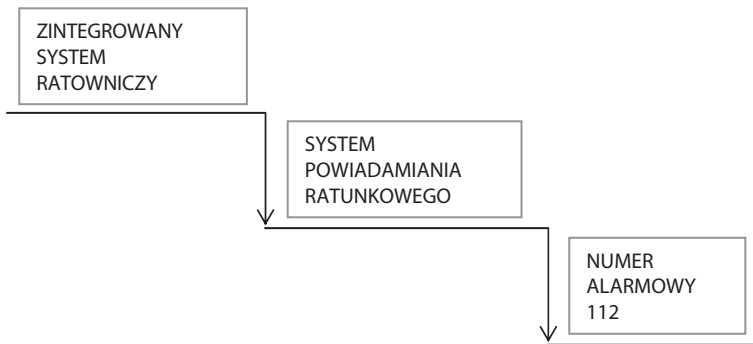 ZINTEGROWANY
SYSTEM
RATOWNICZY
SYSTEM
POWIADAMIANIA
RATUNKOWEGO
NUMER
ALARMOWY
112